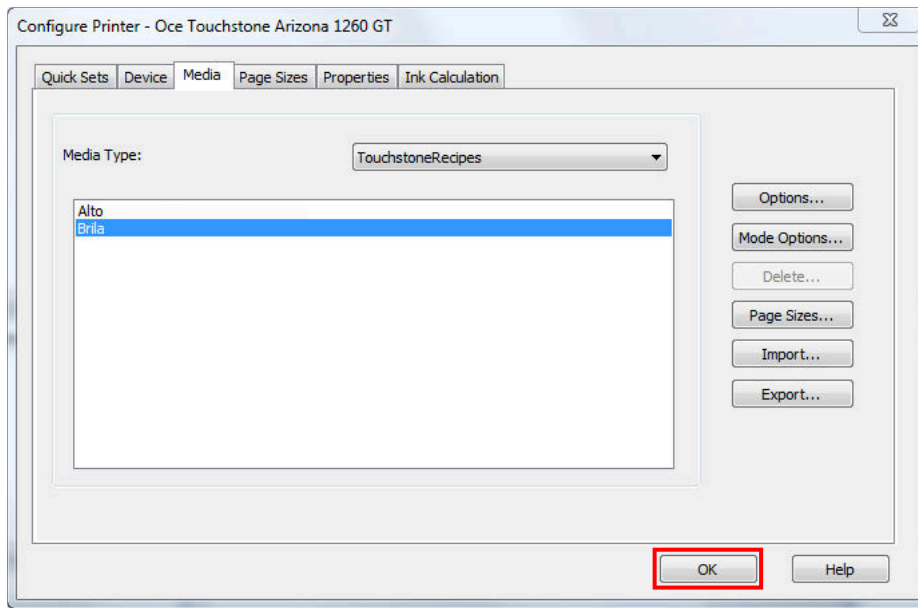 Configure Printer - Oce Touchstone Arizona 1260 GT
Quick Sets Device Media Page Sizes Properties Ink Calculation
Media Type: TouchstoneRecipes
Alto
Brila
Options...
Mode Options...
Delete...
Page Sizes...
Import...
Export...
OK Help